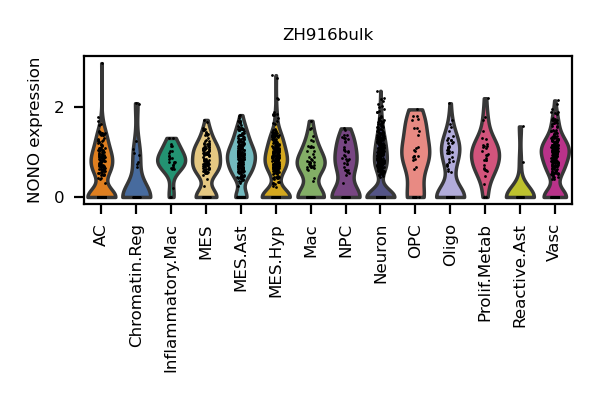 ZH916bulk
NONO expression
2
0
AC
Chromatin.Reg
Inflammatory.Mac
MES
MES.Ast
MES.Hyp
Mac
NPC
Neuron
OPC
Oligo
Prolif.Metab
Reactive.Ast
Vasc